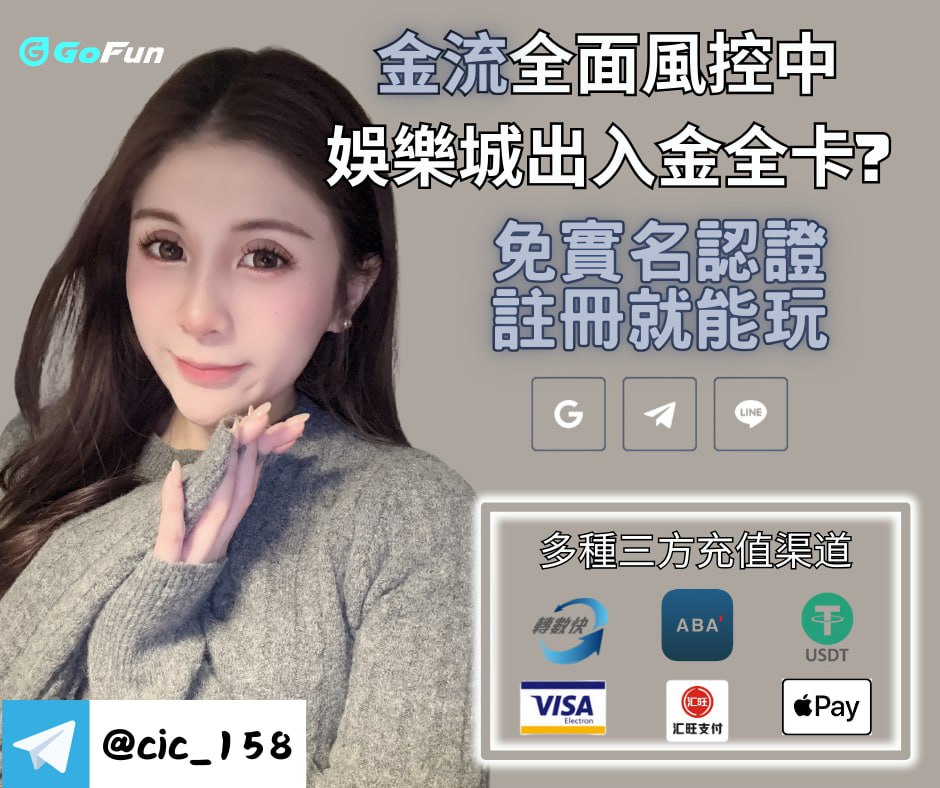 GoFun
金流全面風控中
娛樂城出入金全卡?
免實名認證
註冊就能玩
G
LINE
多種三方充值渠道
轉數快
ABA'
USDT
VISA
Electron
汇旺
汇旺支付
Pay
@cic_158